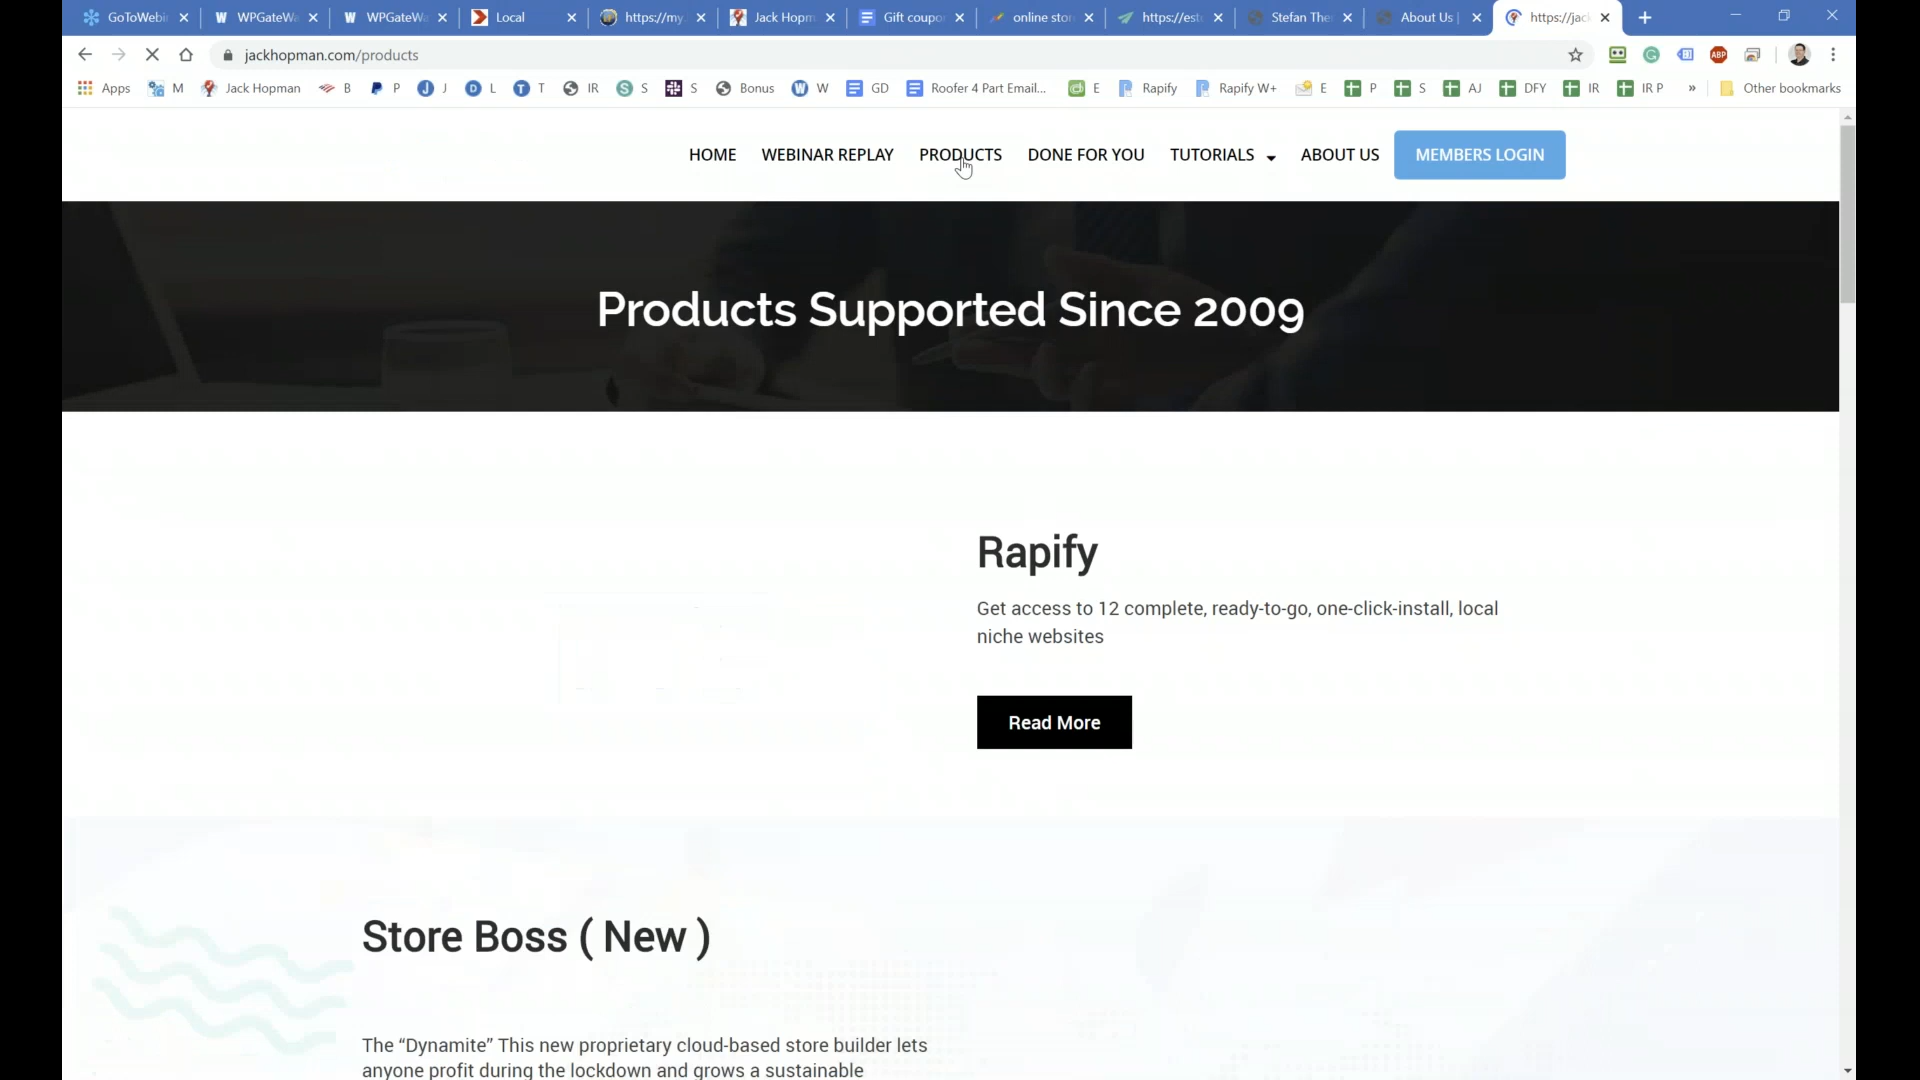 GoToWebi
WPGateWa
WPGateWa
Local
https://my.
Jack Hopm
Gift coupo
online stor
https://est
Stefan The
About Us |
https://jac
jackhopman.com/products
Apps
M
Jack Hopman
B
P
J
L
T
IR
S
S
Bonus
W
GD
Roofer 4 Part Email...
E
Rapify
Rapify W+
E
P
S
AJ
DFY
IR
IR P
»
Other bookmarks
HOME
WEBINAR REPLAY
PRODUCTS
DONE FOR YOU
TUTORIALS
ABOUT US
MEMBERS LOGIN
Products Supported Since 2009
Rapify
Get access to 12 complete, ready-to-go, one-click-install, local
niche websites
Read More
Store Boss ( New )
The “Dynamite” This new proprietary cloud-based store builder lets
anyone profit during the lockdown and grows a sustainable